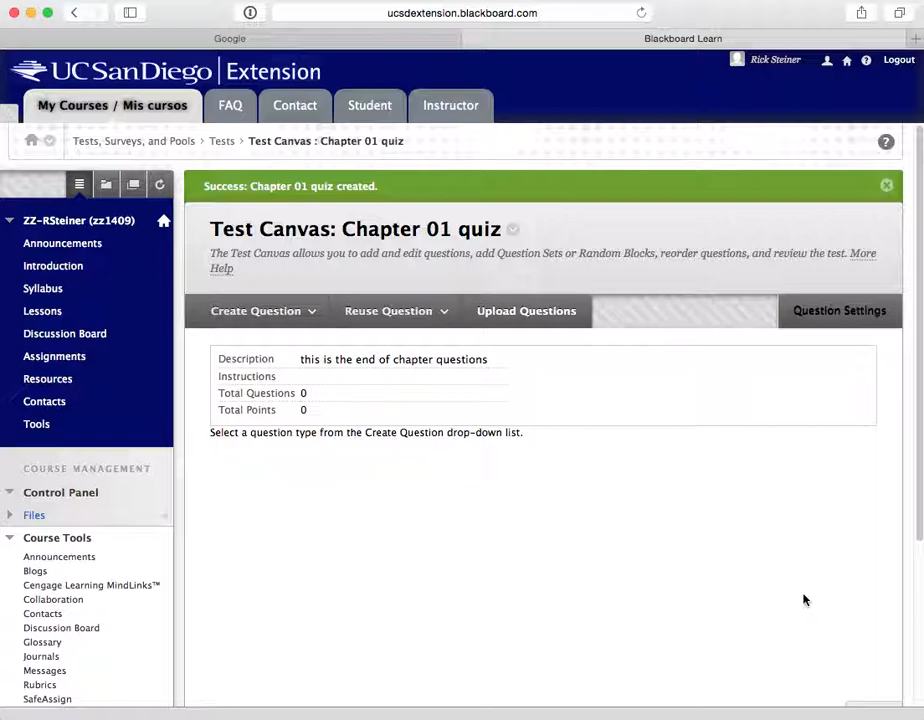 ucsdextension.blackboard.com
Google
Blackboard Learn
UC San Diego Extension
Rick Steiner
Logout
My Courses / Mis cursos
FAQ
Contact
Student
Instructor
Tests, Surveys, and Pools > Tests > Test Canvas : Chapter 01 quiz
Success: Chapter 01 quiz created.
Test Canvas: Chapter 01 quiz
The Test Canvas allows you to add and edit questions, add Question Sets or Random Blocks, reorder questions, and review the test. More
Help
Create Question
Reuse Question
Upload Questions
Question Settings
Description this is the end of chapter questions
Instructions
Total Questions 0
Total Points 0
Select a question type from the Create Question drop-down list.
ZZ-RSteiner (zz1409)
Announcements
Introduction
Syllabus
Lessons
Discussion Board
Assignments
Resources
Contacts
Tools
COURSE MANAGEMENT
Control Panel
Files
Course Tools
Announcements
Blogs
Cengage Learning MindLinks™
Collaboration
Contacts
Discussion Board
Glossary
Journals
Messages
Rubrics
SafeAssign